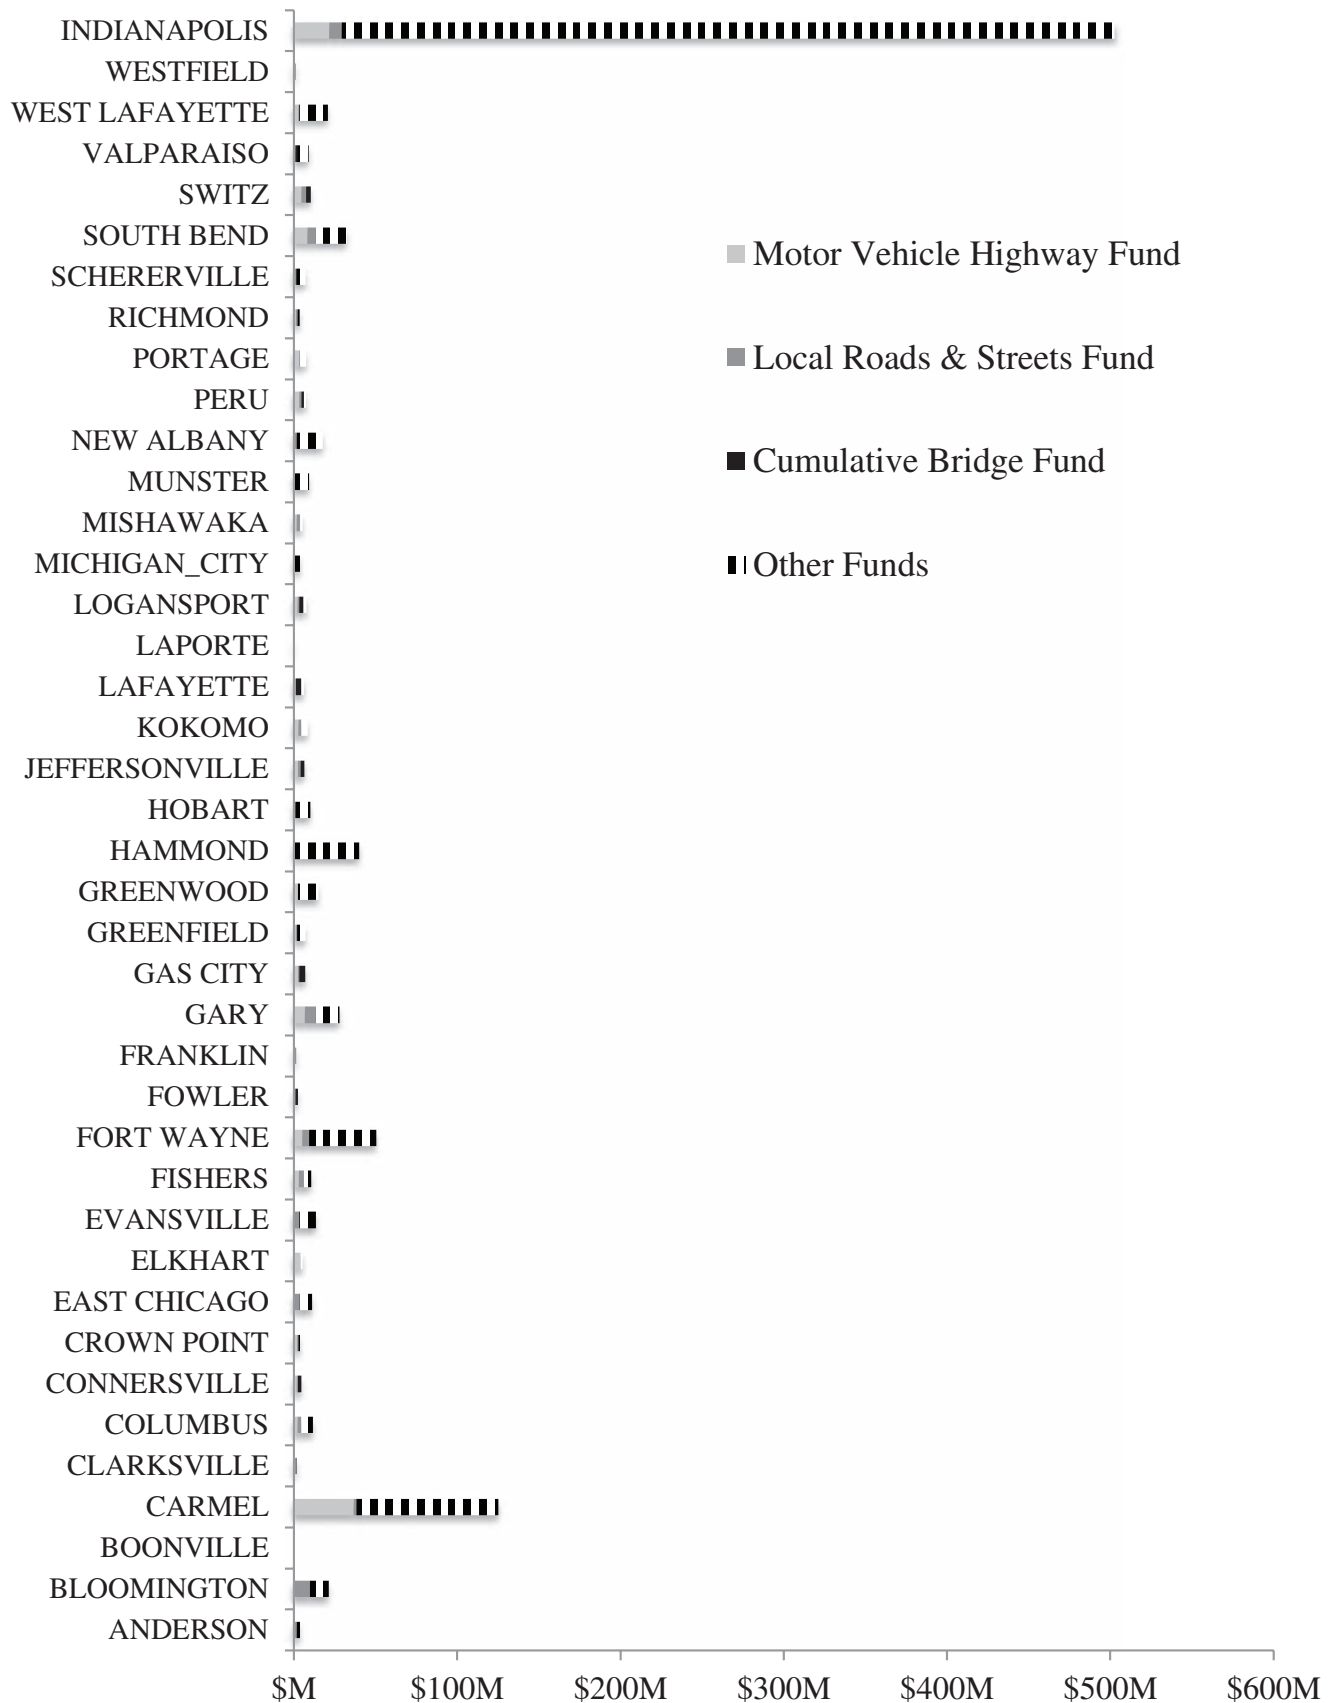 INDIANAPOLIS
WESTFIELD
WEST LAFAYETTE
VALPARAISO
SWITZ
SOUTH BEND
SCHERERVILLE
RICHMOND
PORTAGE
PERU
NEW ALBANY
MUNSTER
MISHAWAKA
MICHIGAN_CITY
LOGANSPORT
LAPORTE
LAFAYETTE
KOKOMO
JEFFERSONVILLE
HOBART
HAMMOND
GREENWOOD
GREENFIELD
GAS CITY
GARY
FRANKLIN
FOWLER
FORT WAYNE
FISHERS
EVANSVILLE
ELKHART
EAST CHICAGO
CROWN POINT
CONNERSVILLE
COLUMBUS
CLARKSVILLE
CARMEL
BOONVILLE
BLOOMINGTON
ANDERSON
$M $100M $200M $300M $400M $500M $600M
Motor Vehicle Highway Fund
Local Roads & Streets Fund
Cumulative Bridge Fund
Other Funds